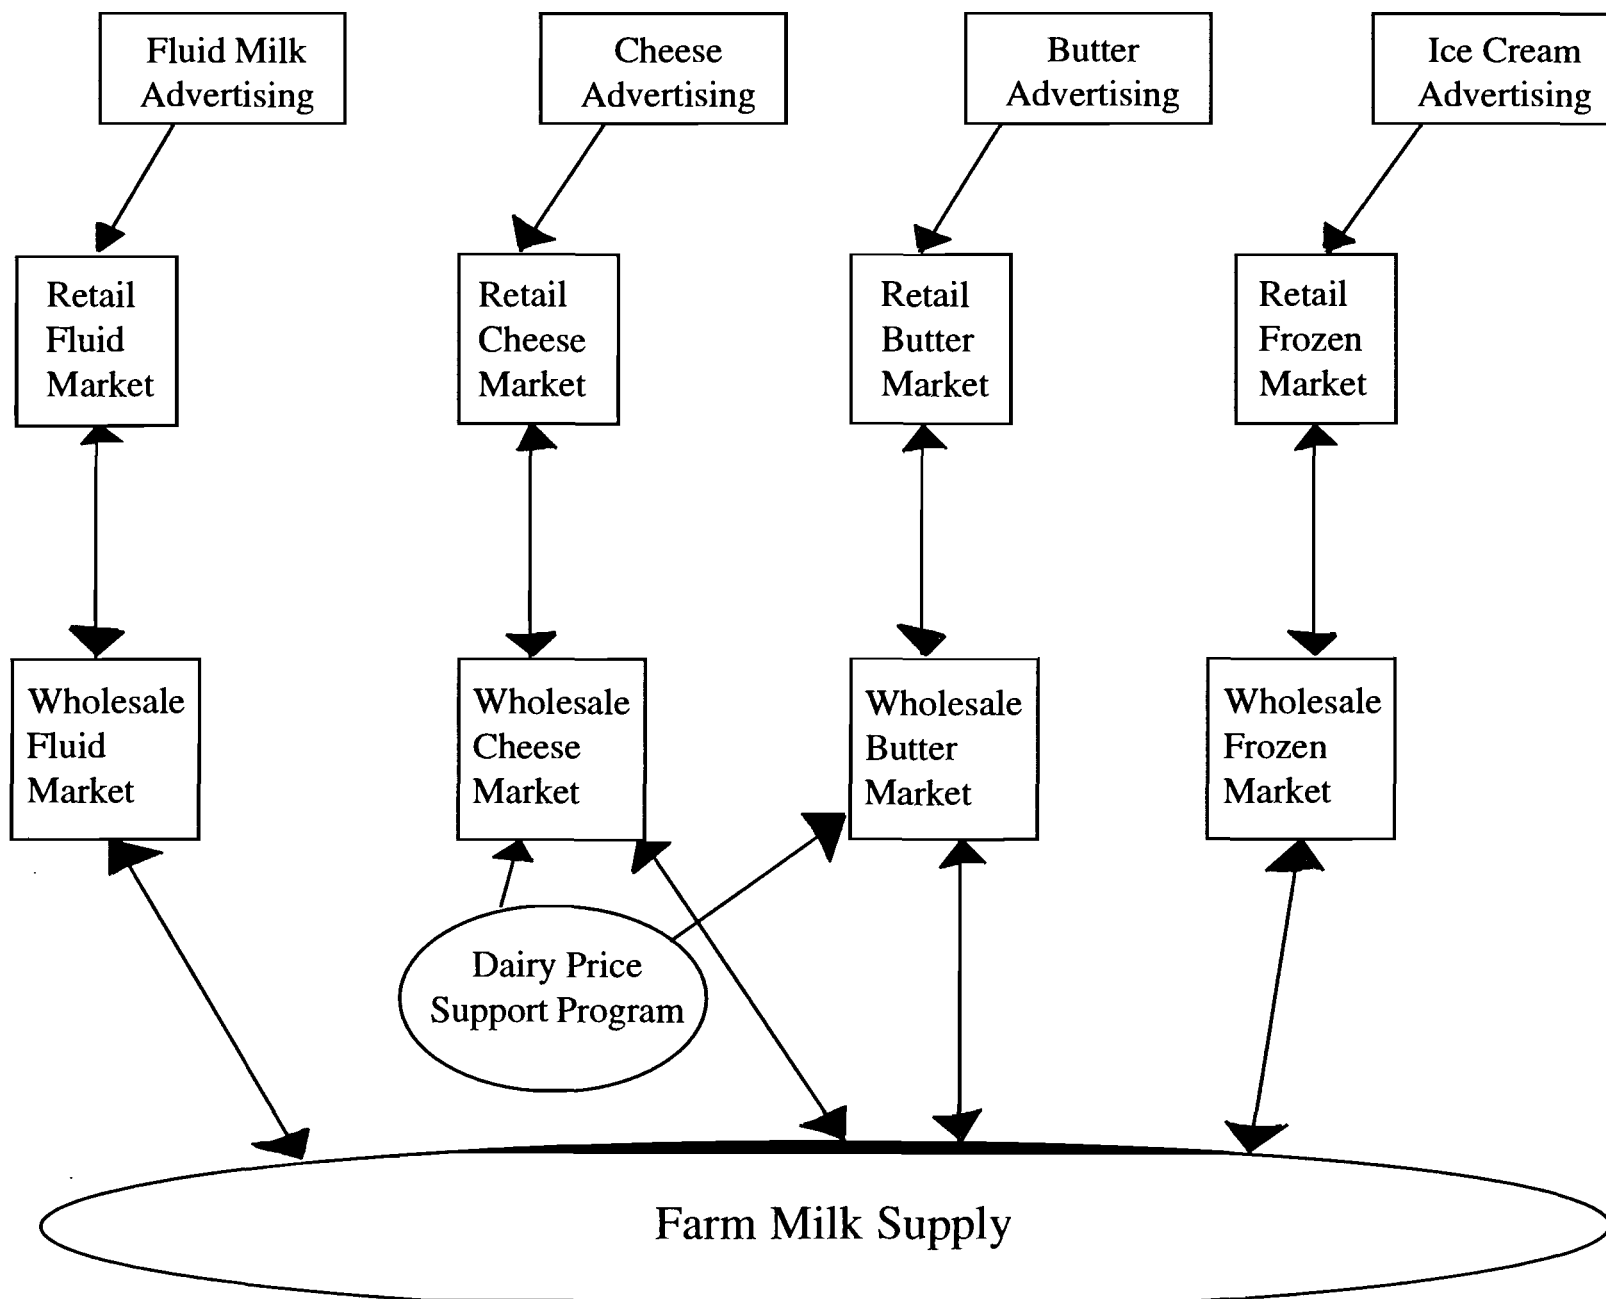 Fluid Milk
Advertising
Cheese
Advertising
Butter
Advertising
Ice Cream
Advertising
Retail
Fluid
Market
Retail
Cheese
Market
Retail
Butter
Market
Retail
Frozen
Market
Wholesale
Fluid
Market
Wholesale
Cheese
Market
Wholesale
Butter
Market
Wholesale
Frozen
Market
Dairy Price
Support Program
Farm Milk Supply